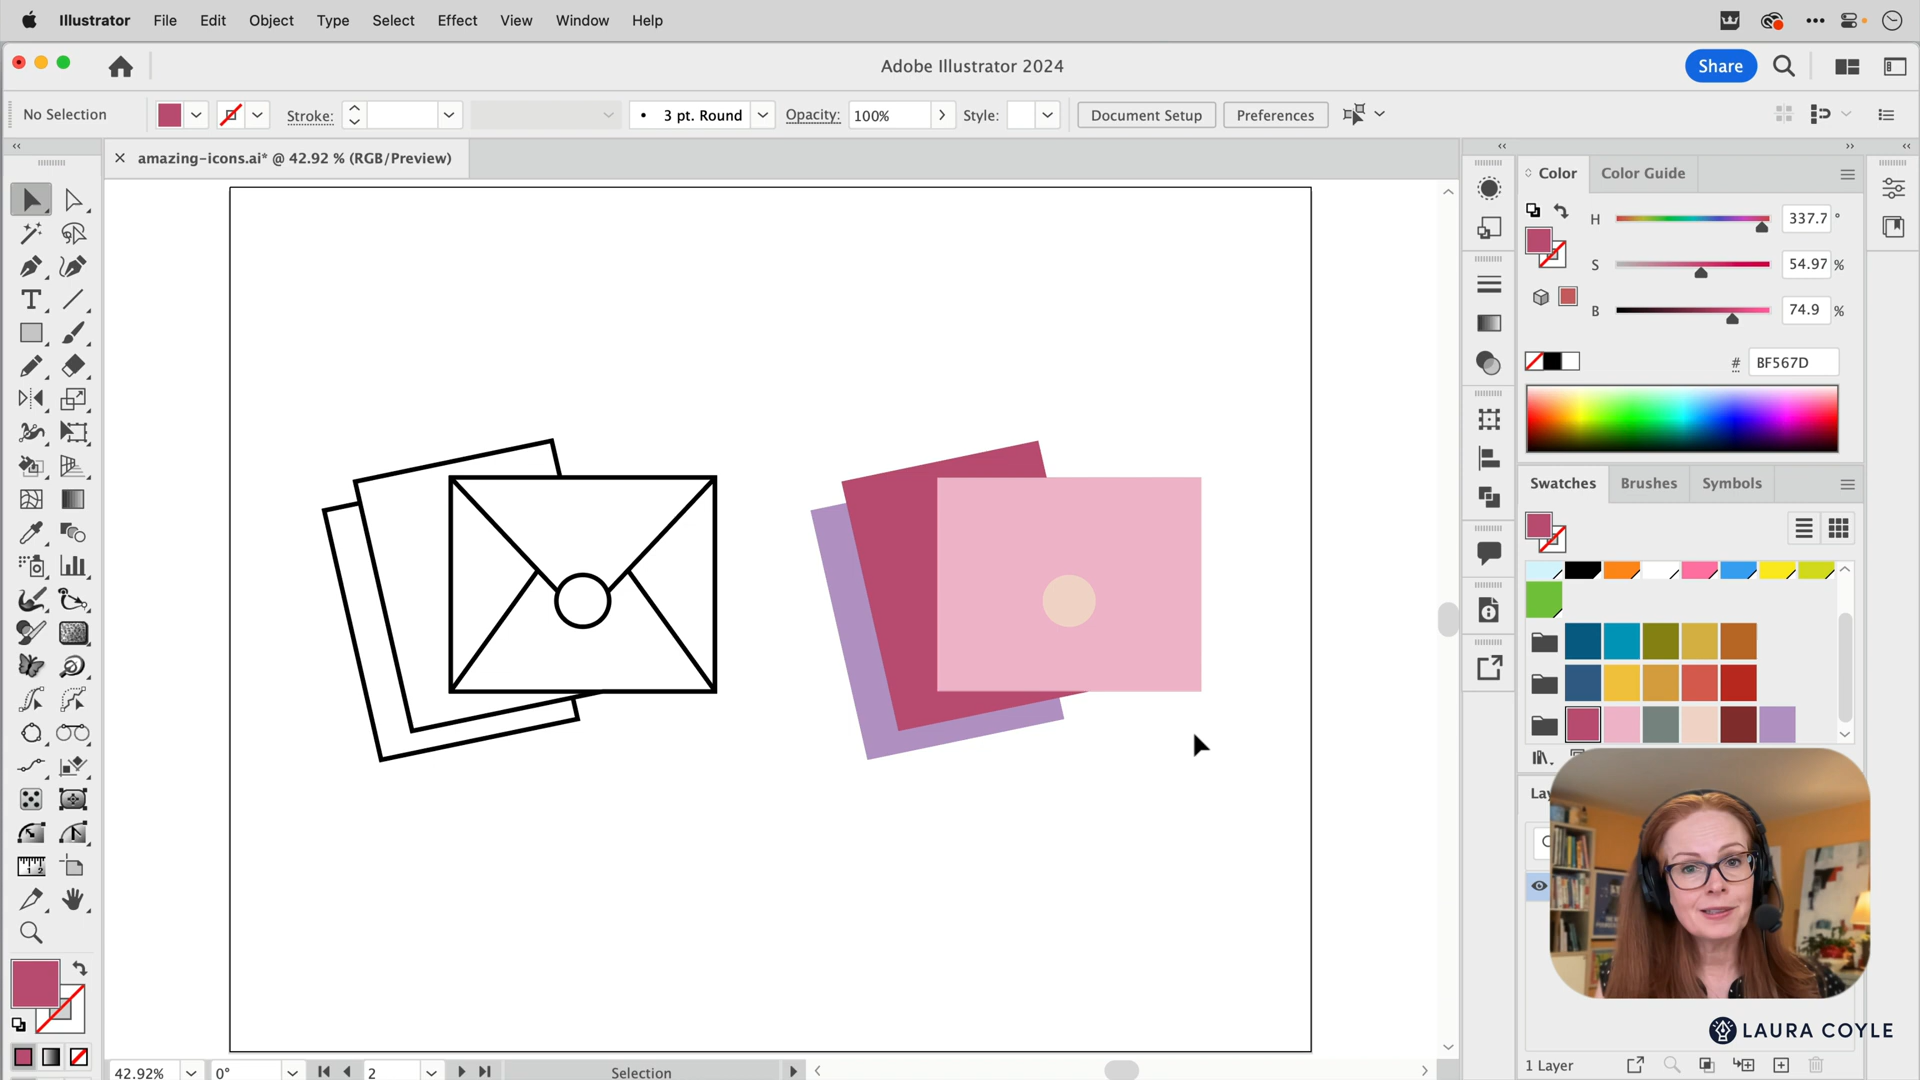 Illustrator File Edit Object Type Select Effect View Window Help
Adobe Illustrator 2024
Share
No Selection
Stroke:
3 pt. Round
Opacity: 100%
Style:
Document Setup
Preferences
amazing-icons.ai* @ 42.92 % (RGB/Preview)
Color Color Guide
H 337.7 °
S 54.97 %
B 74.9 %
# BF567D
Swatches Brushes Symbols
Lay
LAURA COYLE
1 Layer
42.92% 0° 2 Selection